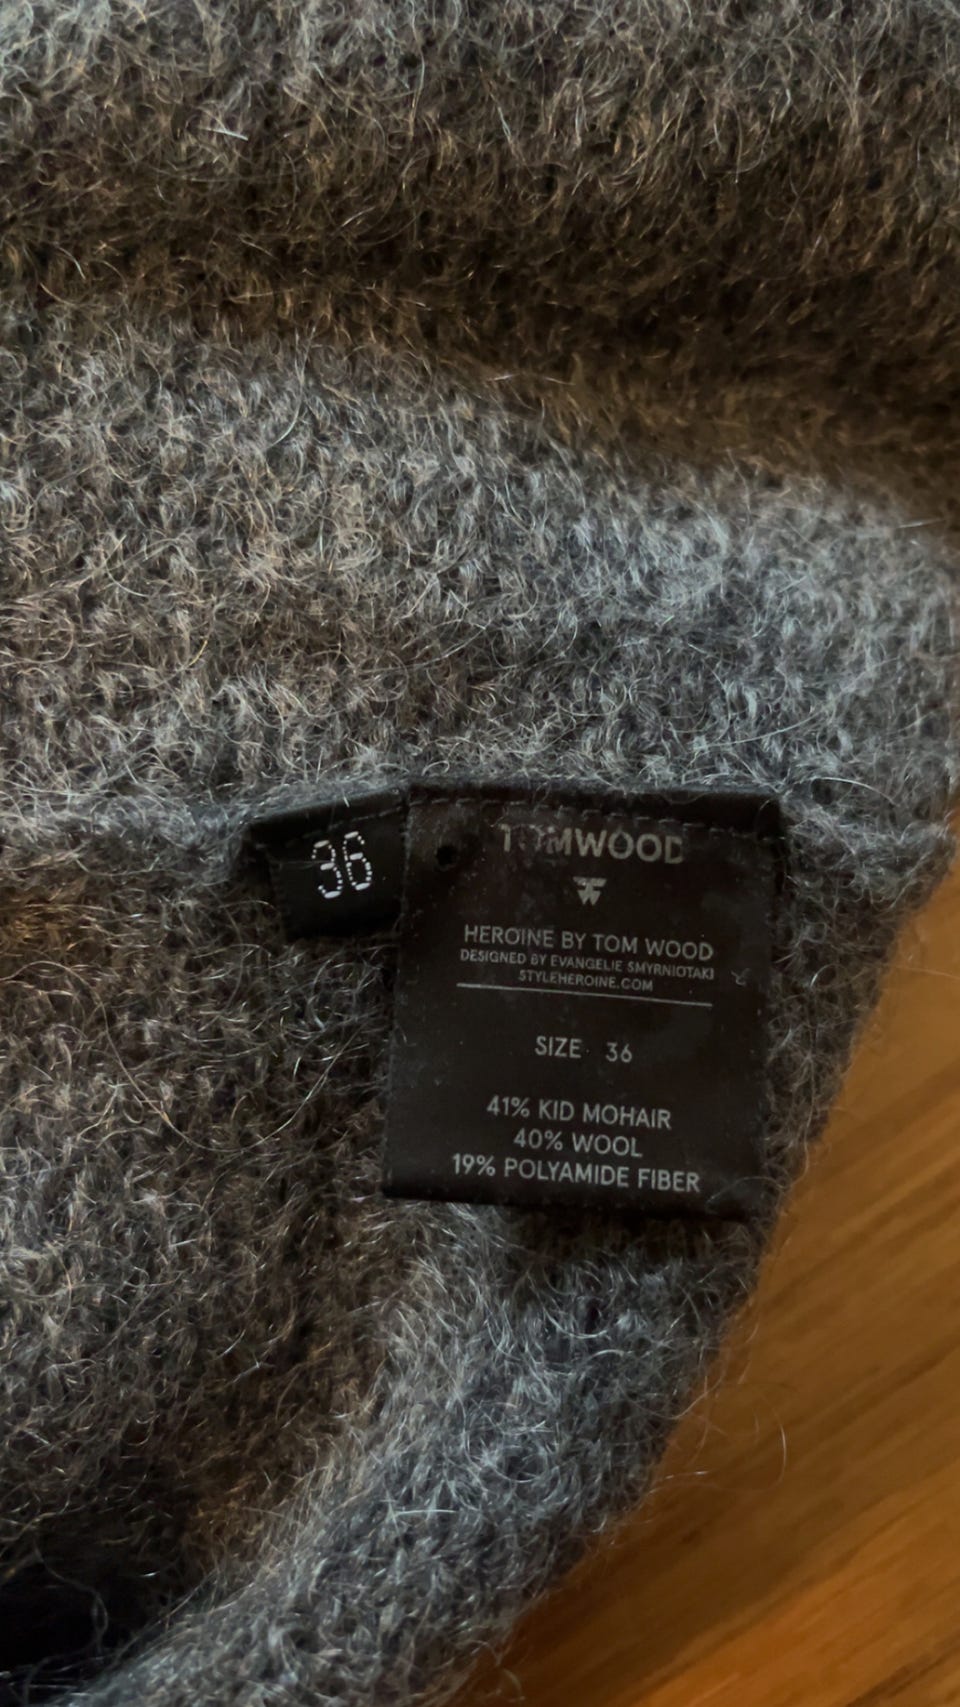 36
TOMWOOD
HEROINE BY TOM WOOD
DESIGNED BY EVANGELIE SMYRNIOTAKI
STYLEHEROINE.COM
SIZE 36
41% KID MOHAIR
40% WOOL
19% POLYAMIDE FIBER